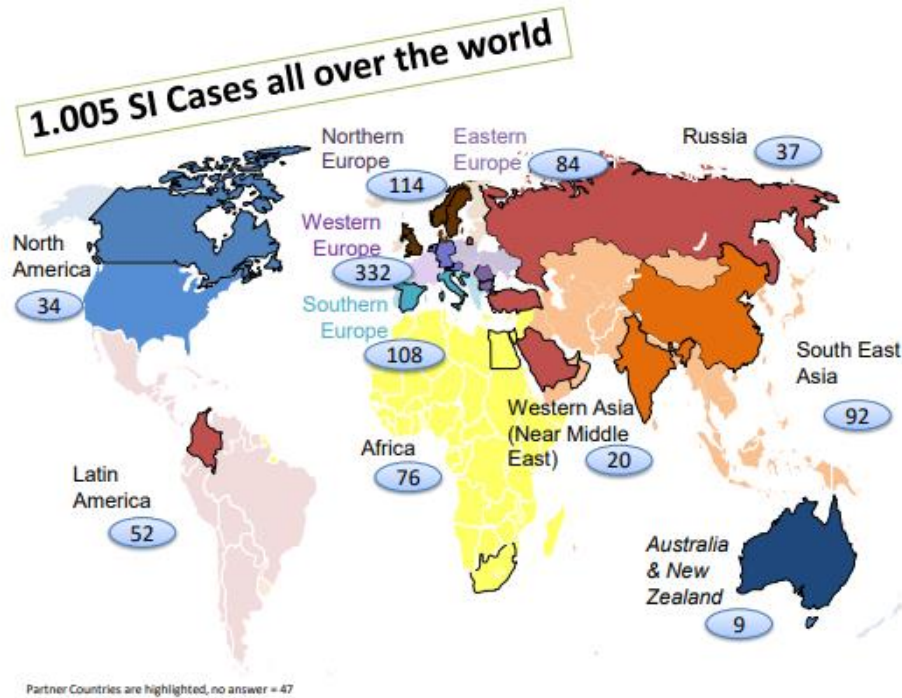 1.005 SI Cases all over the world
Northern
Europe
114
Eastern
Europe
84
Russia
37
Western
Europe
332
North
America
34
Southern
Europe
108
South East
Asia
92
Western Asia
(Near Middle
East)
20
Africa
76
Latin
America
52
Australia
& New
Zealand
9
Partner Countries are highlighted, no answer = 47